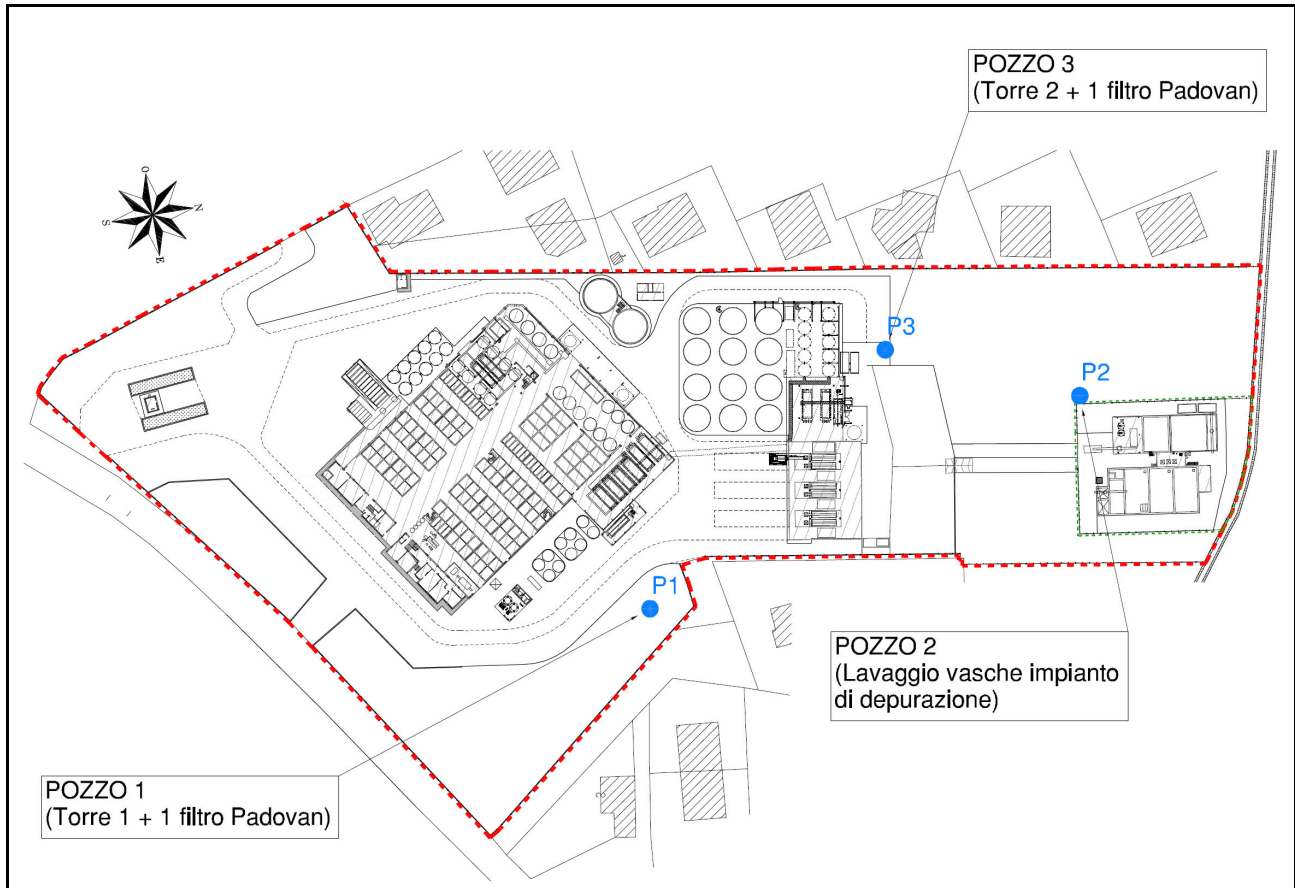 POZZO 3
(Torre 2 + 1 filtro Padovan)
O
N
S
E
P3
P2
P1
POZZO 2
(Lavaggio vasche impianto
di depurazione)
POZZO 1
(Torre 1 + 1 filtro Padovan)